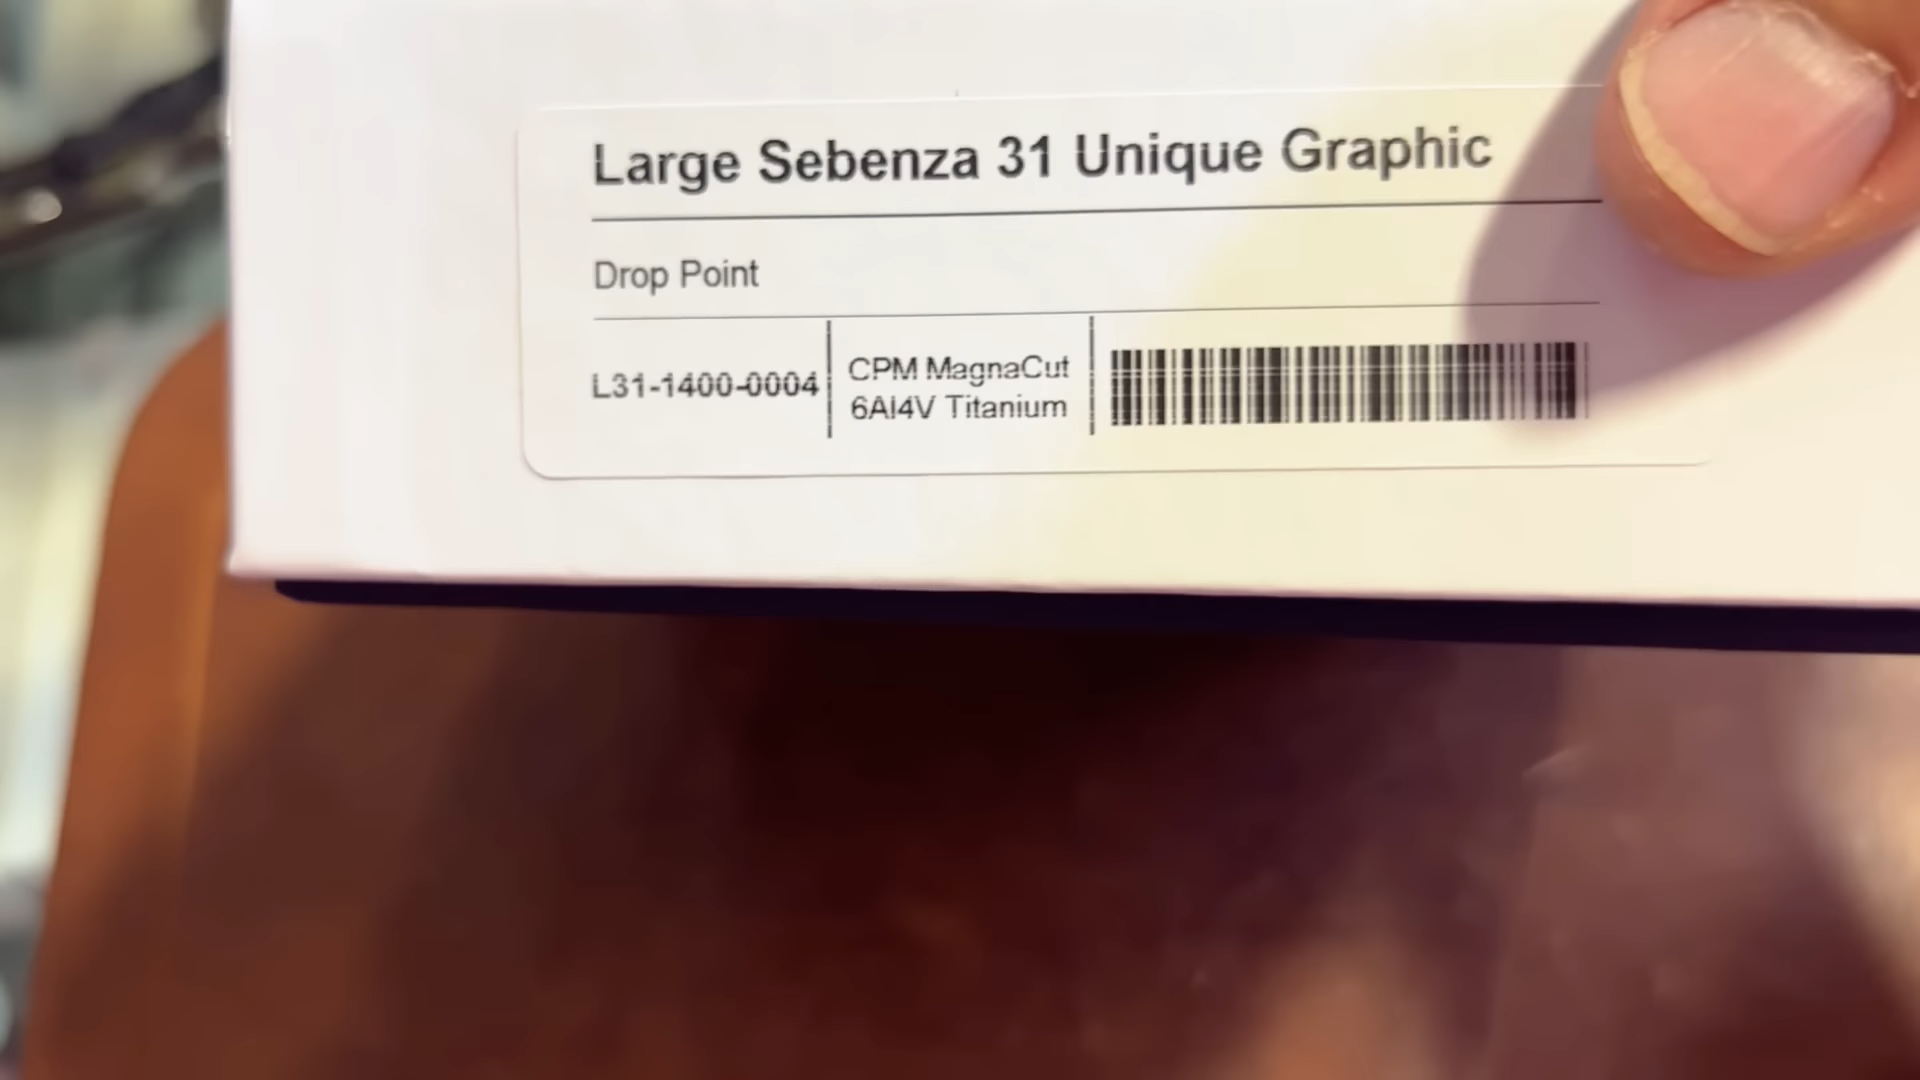 Large Sebenza 31 Unique Graphic
Drop Point
L31-1400-0004
CPM MagnaCut
6Al4V Titanium